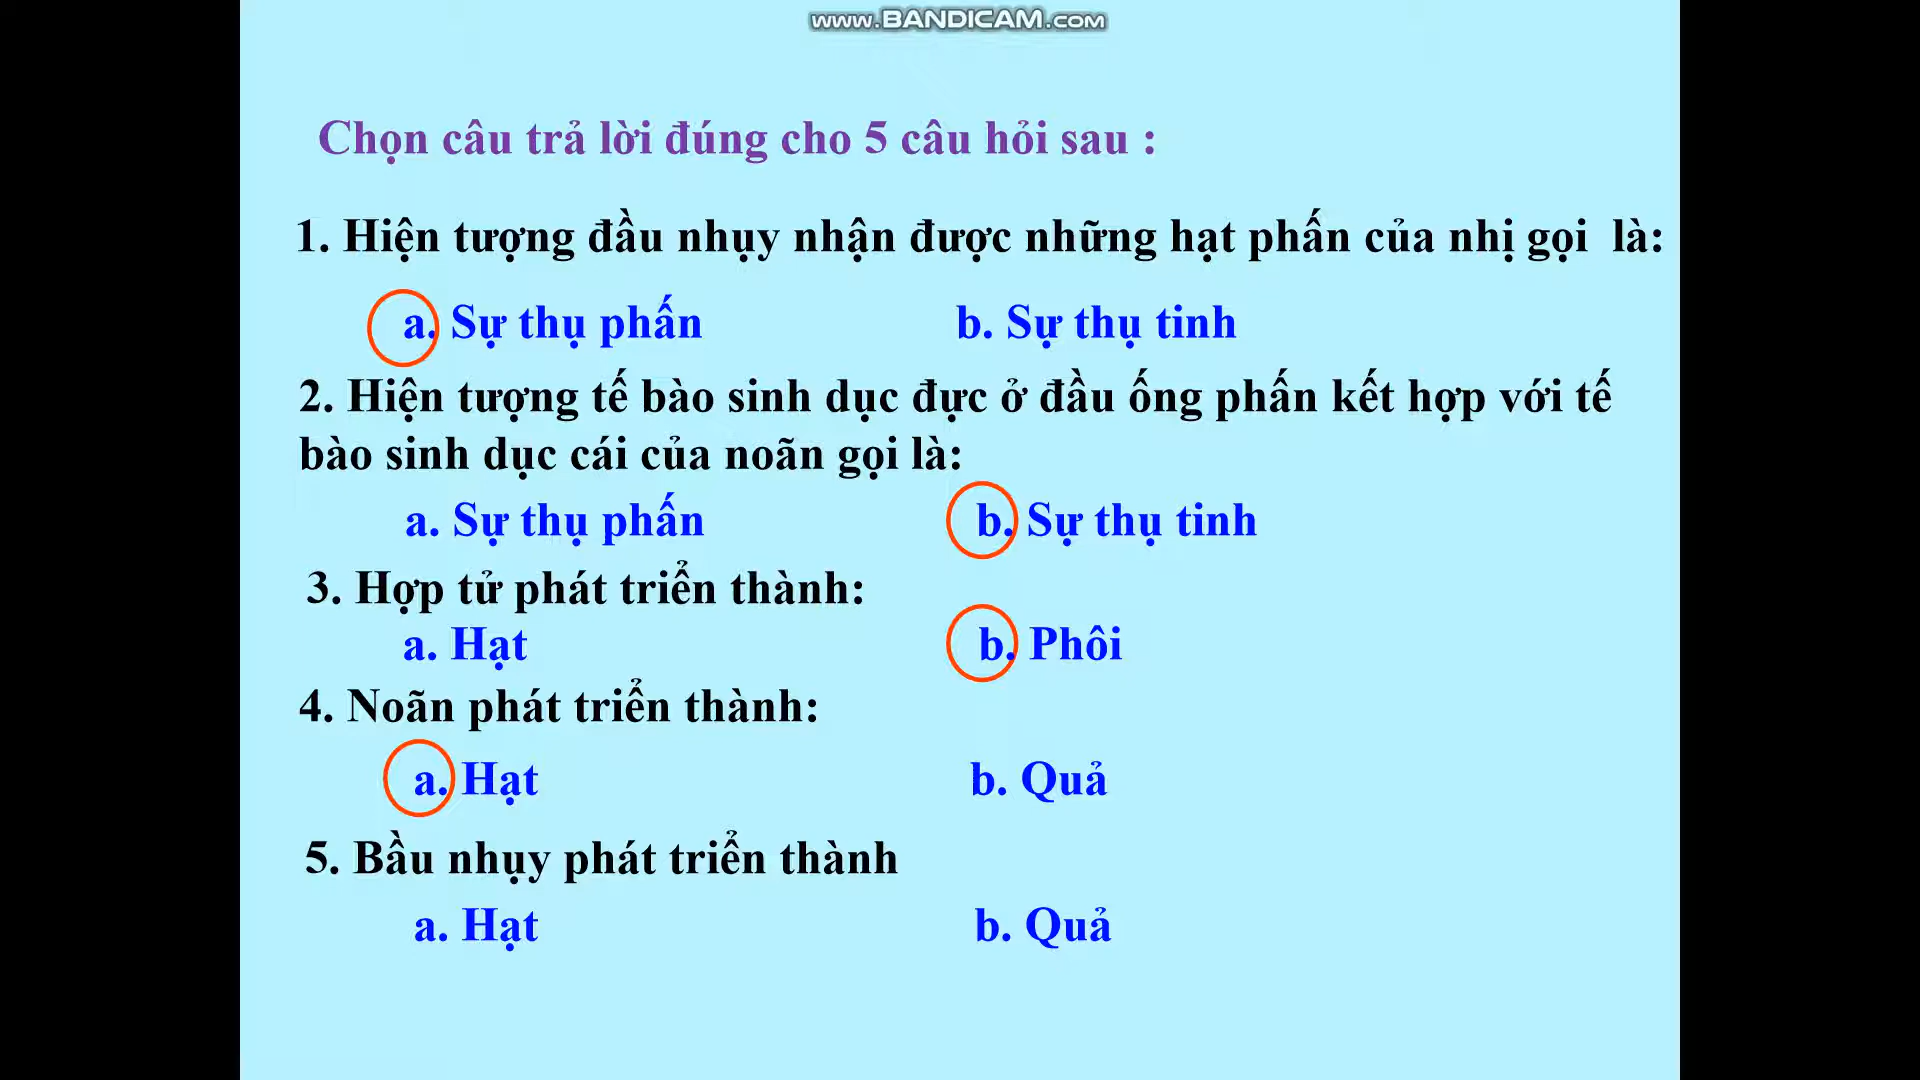 www.BANDICAM.com
Chọn câu trả lời đúng cho 5 câu hỏi sau :
1. Hiện tượng đầu nhụy nhận được những hạt phấn của nhị gọi là:
a. Sự thụ phấn b. Sự thụ tinh
2. Hiện tượng tế bào sinh dục đực ở đầu ống phấn kết hợp với tế
bào sinh dục cái của noãn gọi là:
a. Sự thụ phấn b. Sự thụ tinh
3. Hợp tử phát triển thành:
a. Hạt b. Phôi
4. Noãn phát triển thành:
a. Hạt b. Quả
5. Bầu nhụy phát triển thành
a. Hạt b. Quả